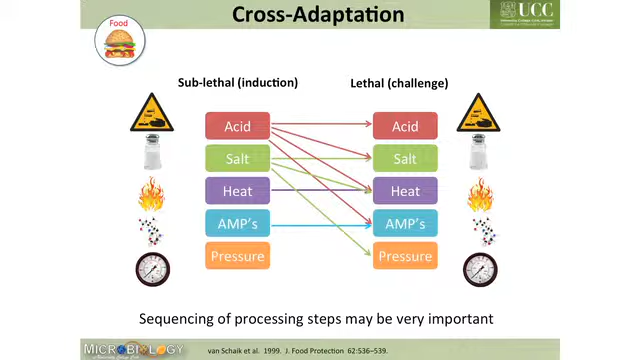 Cross-Adaptation
Food
UCC
Sub-lethal (induction)
Lethal (challenge)
Acid
Acid
Salt
Salt
Heat
Heat
AMP's
AMP's
Pressure
Pressure
Sequencing of processing steps may be very important
MICROBIOLOGY
van Schaik et al. 1999. J. Food Protection 62:536–539.